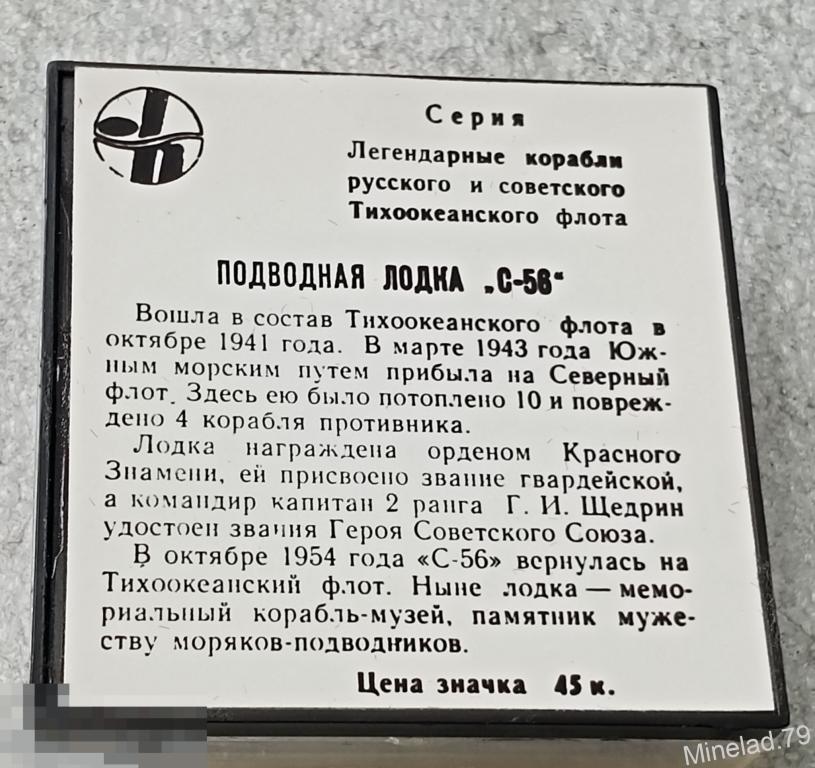 Серия
Легендарные корабли
русского и советского
Тихоокеанского флота
ПОДВОДНАЯ ЛОДКА „С-56“
Вошла в состав Тихоокеанского флота в
октябре 1941 года. В марте 1943 года Юж-
ным морским путем прибыла на Северный
флот. Здесь ею было потоплено 10 и повреж-
дено 4 корабля противника.
Лодка награждена орденом Красного
Знамени, ей присвоено звание гвардейской,
а командир капитан 2 ранга Г. И. Щедрин
удостоен звания Героя Советского Союза.
В октябре 1954 года «С-56» вернулась на
Тихоокеанский флот. Ныне лодка — мемо-
риальный корабль-музей, памятник муже-
ству моряков-подводников.
Цена значка 45 к.
Minelad.79